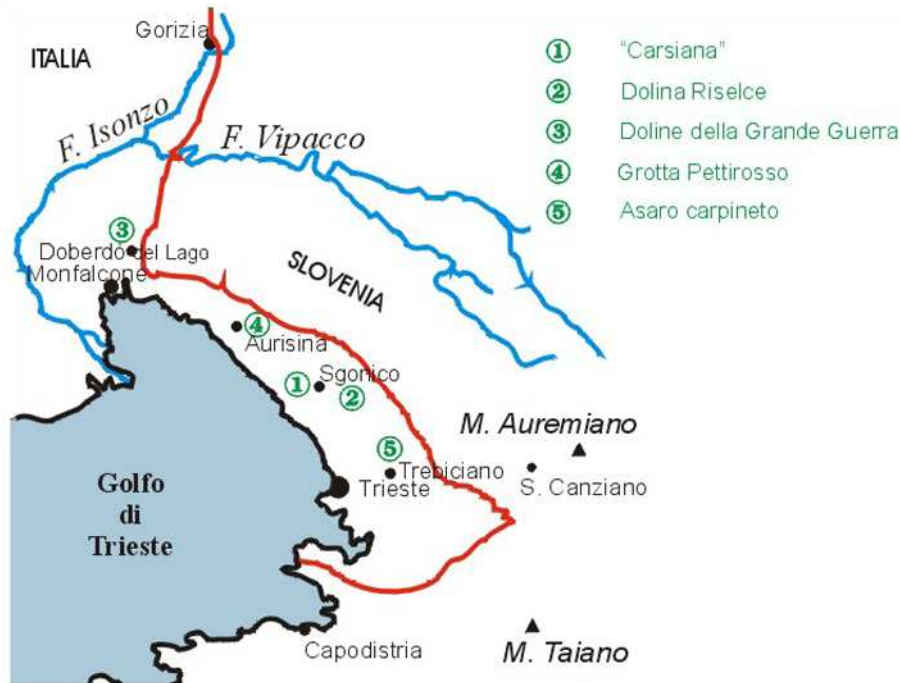 Gorizia
ITALIA
F. Isonzo
F. Vipacco
① "Carsiana"
② Dolina Riselce
③ Doline della Grande Guerra
④ Grotta Pettirosso
⑤ Asaro carpineto
③
Doberdo del Lago
Monfalcone
SLOVENIA
④
Aurisina
Sgonico
①
②
M. Auremiano
⑤
Trebiciano
Trieste
S. Canziano
Golfo
di
Trieste
Capodistria
M. Taiano